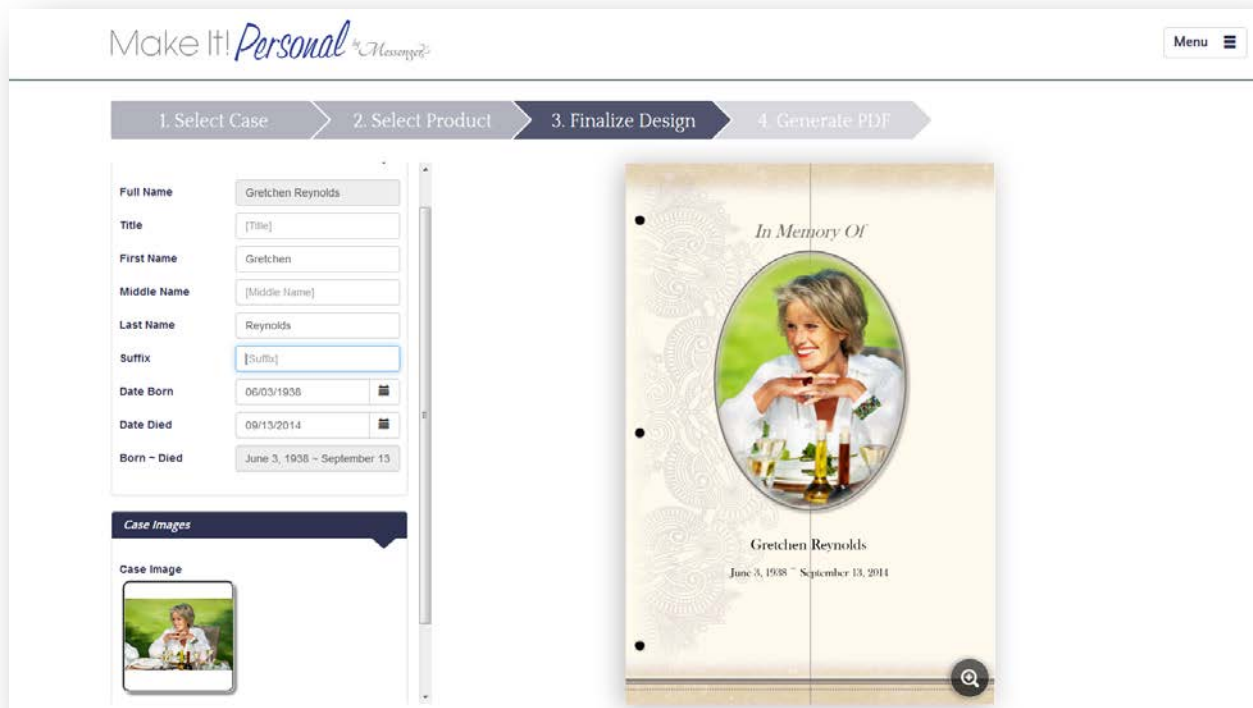 Make It! Personal by Messenger
Menu
1. Select Case
2. Select Product
3. Finalize Design
4. Generate PDF
Full Name
Gretchen Reynolds
Title
[Title]
First Name
Gretchen
Middle Name
[Middle Name]
Last Name
Reynolds
Suffix
[Suffix]
Date Born
06/03/1938
Date Died
09/13/2014
Born ~ Died
June 3, 1938 ~ September 13
Case Images
Case Image
In Memory Of
Gretchen Reynolds
June 3, 1938 ~ September 13, 2014